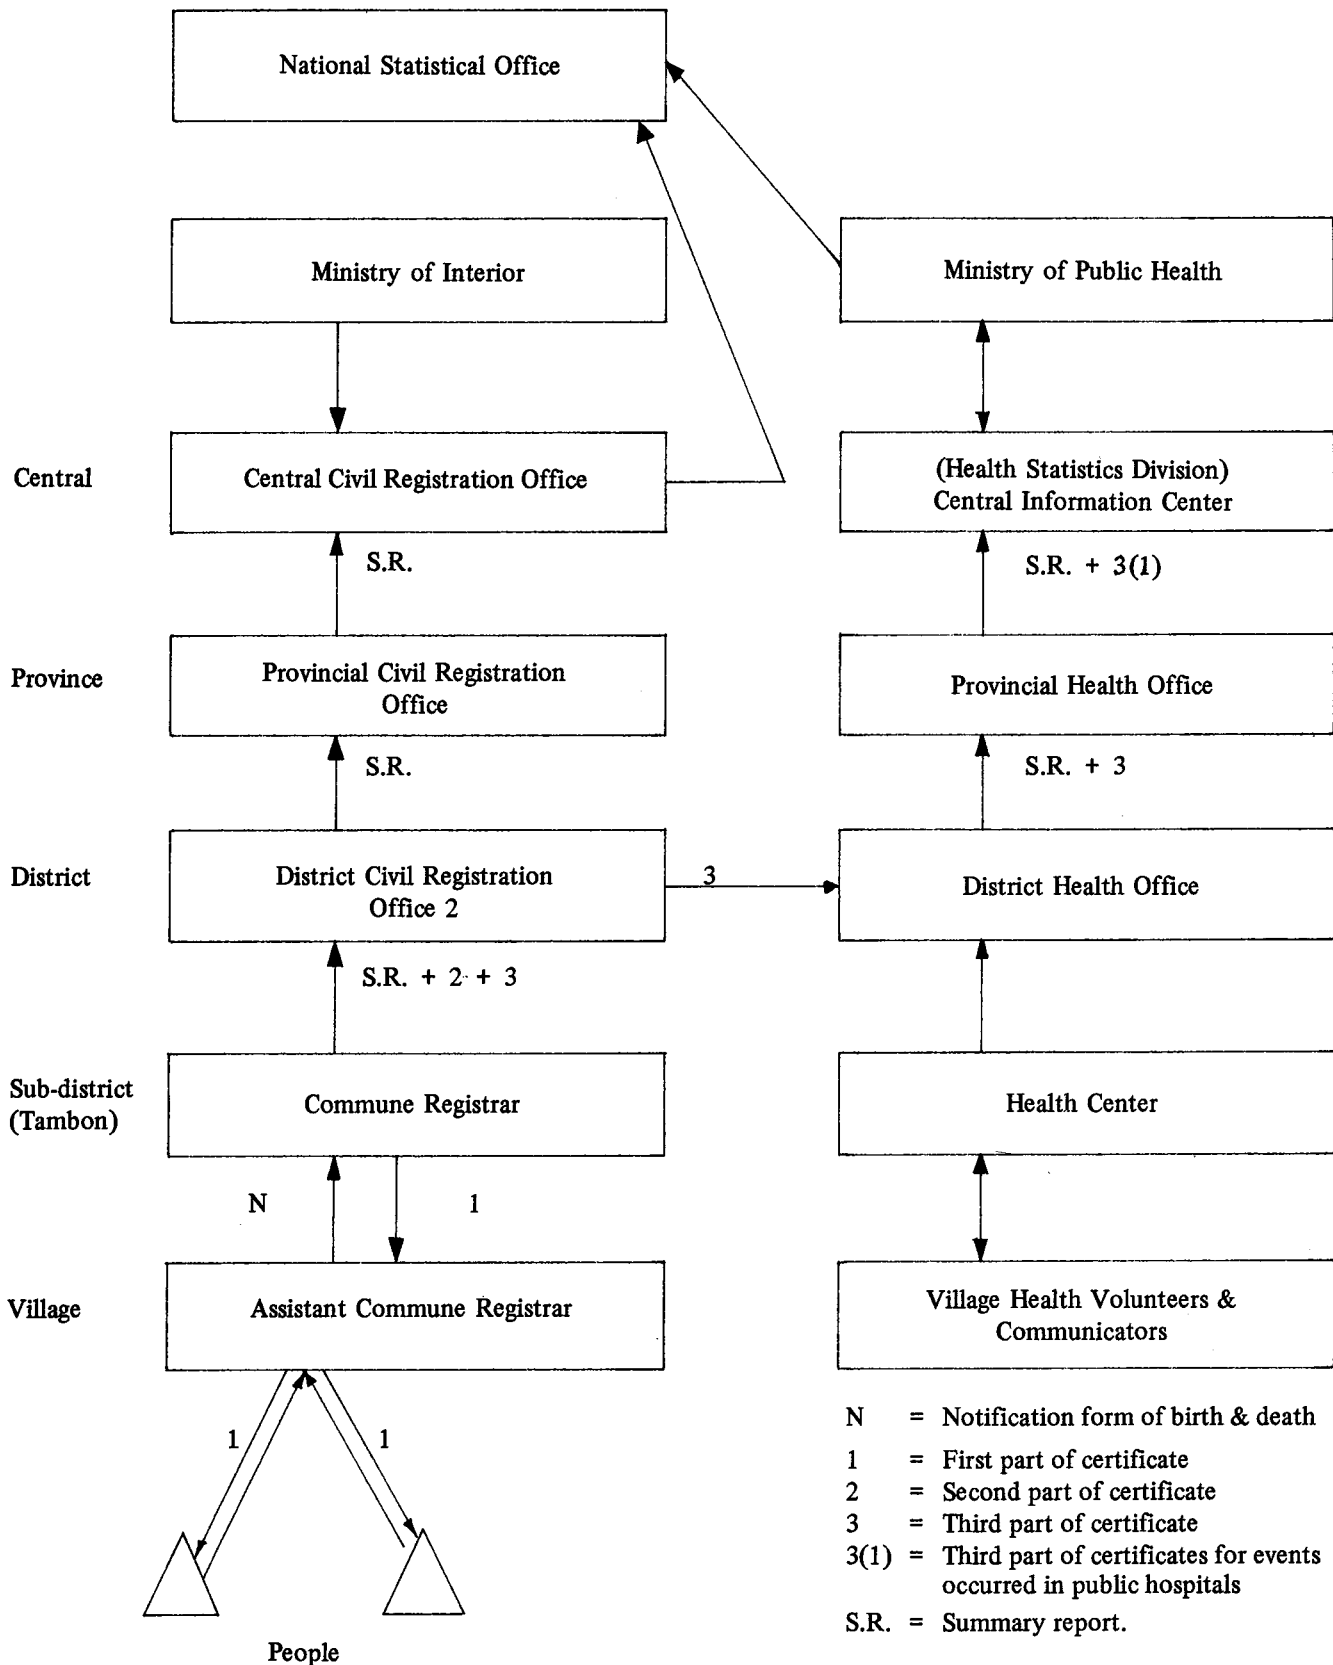 National Statistical Office
Ministry of Interior
Ministry of Public Health
Central
Central Civil Registration Office
(Health Statistics Division)
Central Information Center
S.R.
S.R. + 3(1)
Province
Provincial Civil Registration
Office
Provincial Health Office
S.R.
S.R. + 3
District
District Civil Registration
Office 2
3
District Health Office
S.R. + 2 + 3
Sub-district
(Tambon)
Commune Registrar
Health Center
N
1
Village
Assistant Commune Registrar
Village Health Volunteers &
Communicators
1
1
People
N = Notification form of birth & death
1 = First part of certificate
2 = Second part of certificate
3 = Third part of certificate
3(1) = Third part of certificates for events
occurred in public hospitals
S.R. = Summary report.